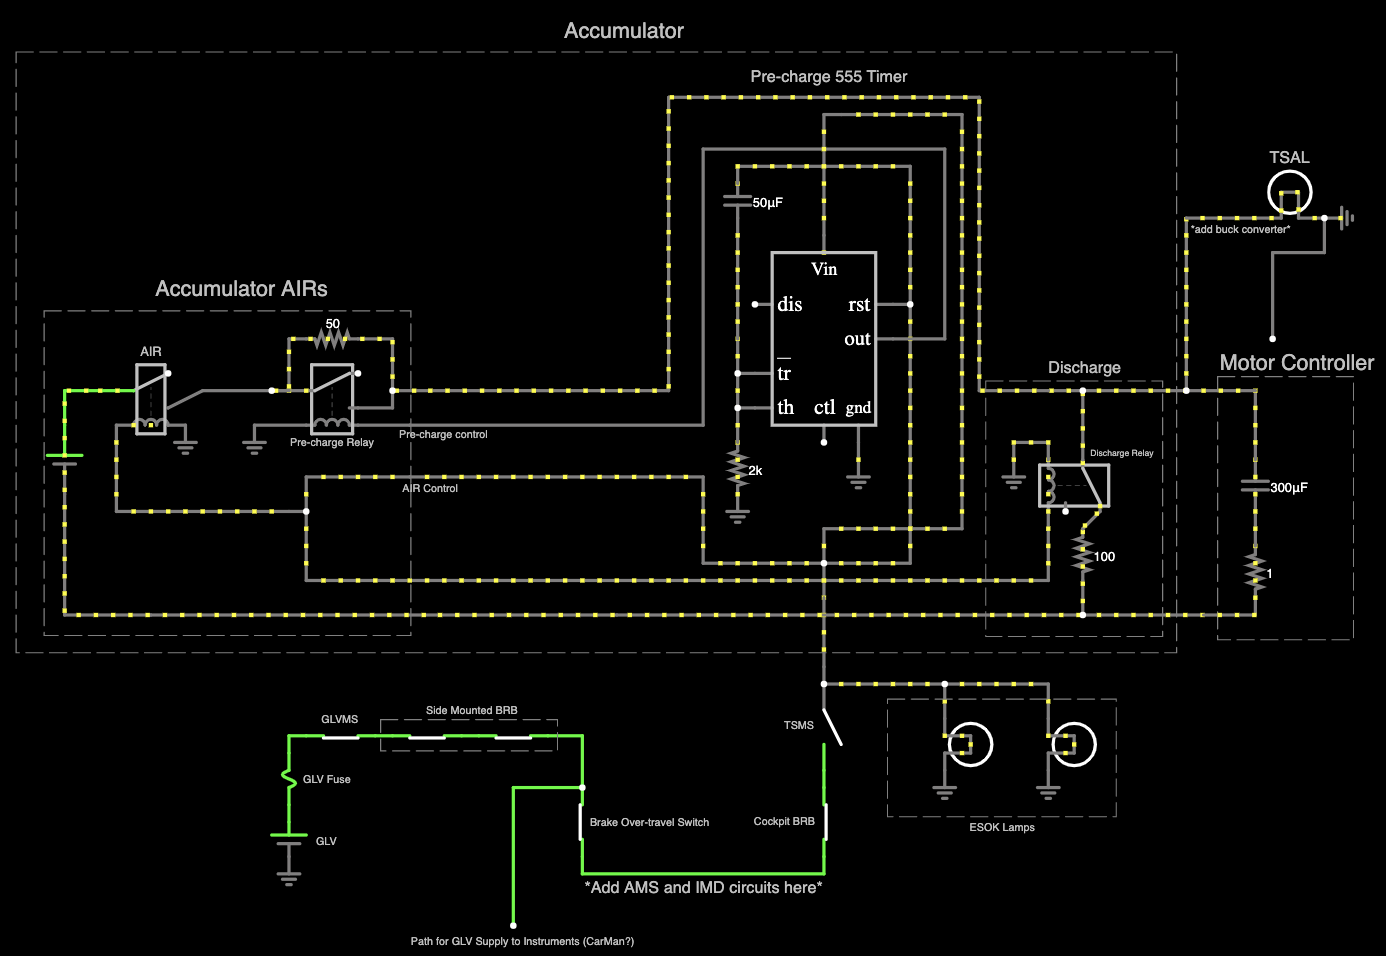 Accumulator
Pre-charge 555 Timer
TSAL
50µF
*add buck converter*
Vin
Accumulator AIRs
dis
rst
50
out
AIR
Motor Controller
Discharge
tr
th
ctl
gnd
Pre-charge control
Pre-charge Relay
Discharge Relay
2k
AIR Control
300µF
100
1
Side Mounted BRB
GLVMS
TSMS
GLV Fuse
Brake Over-travel Switch
Cockpit BRB
ESOK Lamps
GLV
*Add AMS and IMD circuits here*
Path for GLV Supply to Instruments (CarMan?)